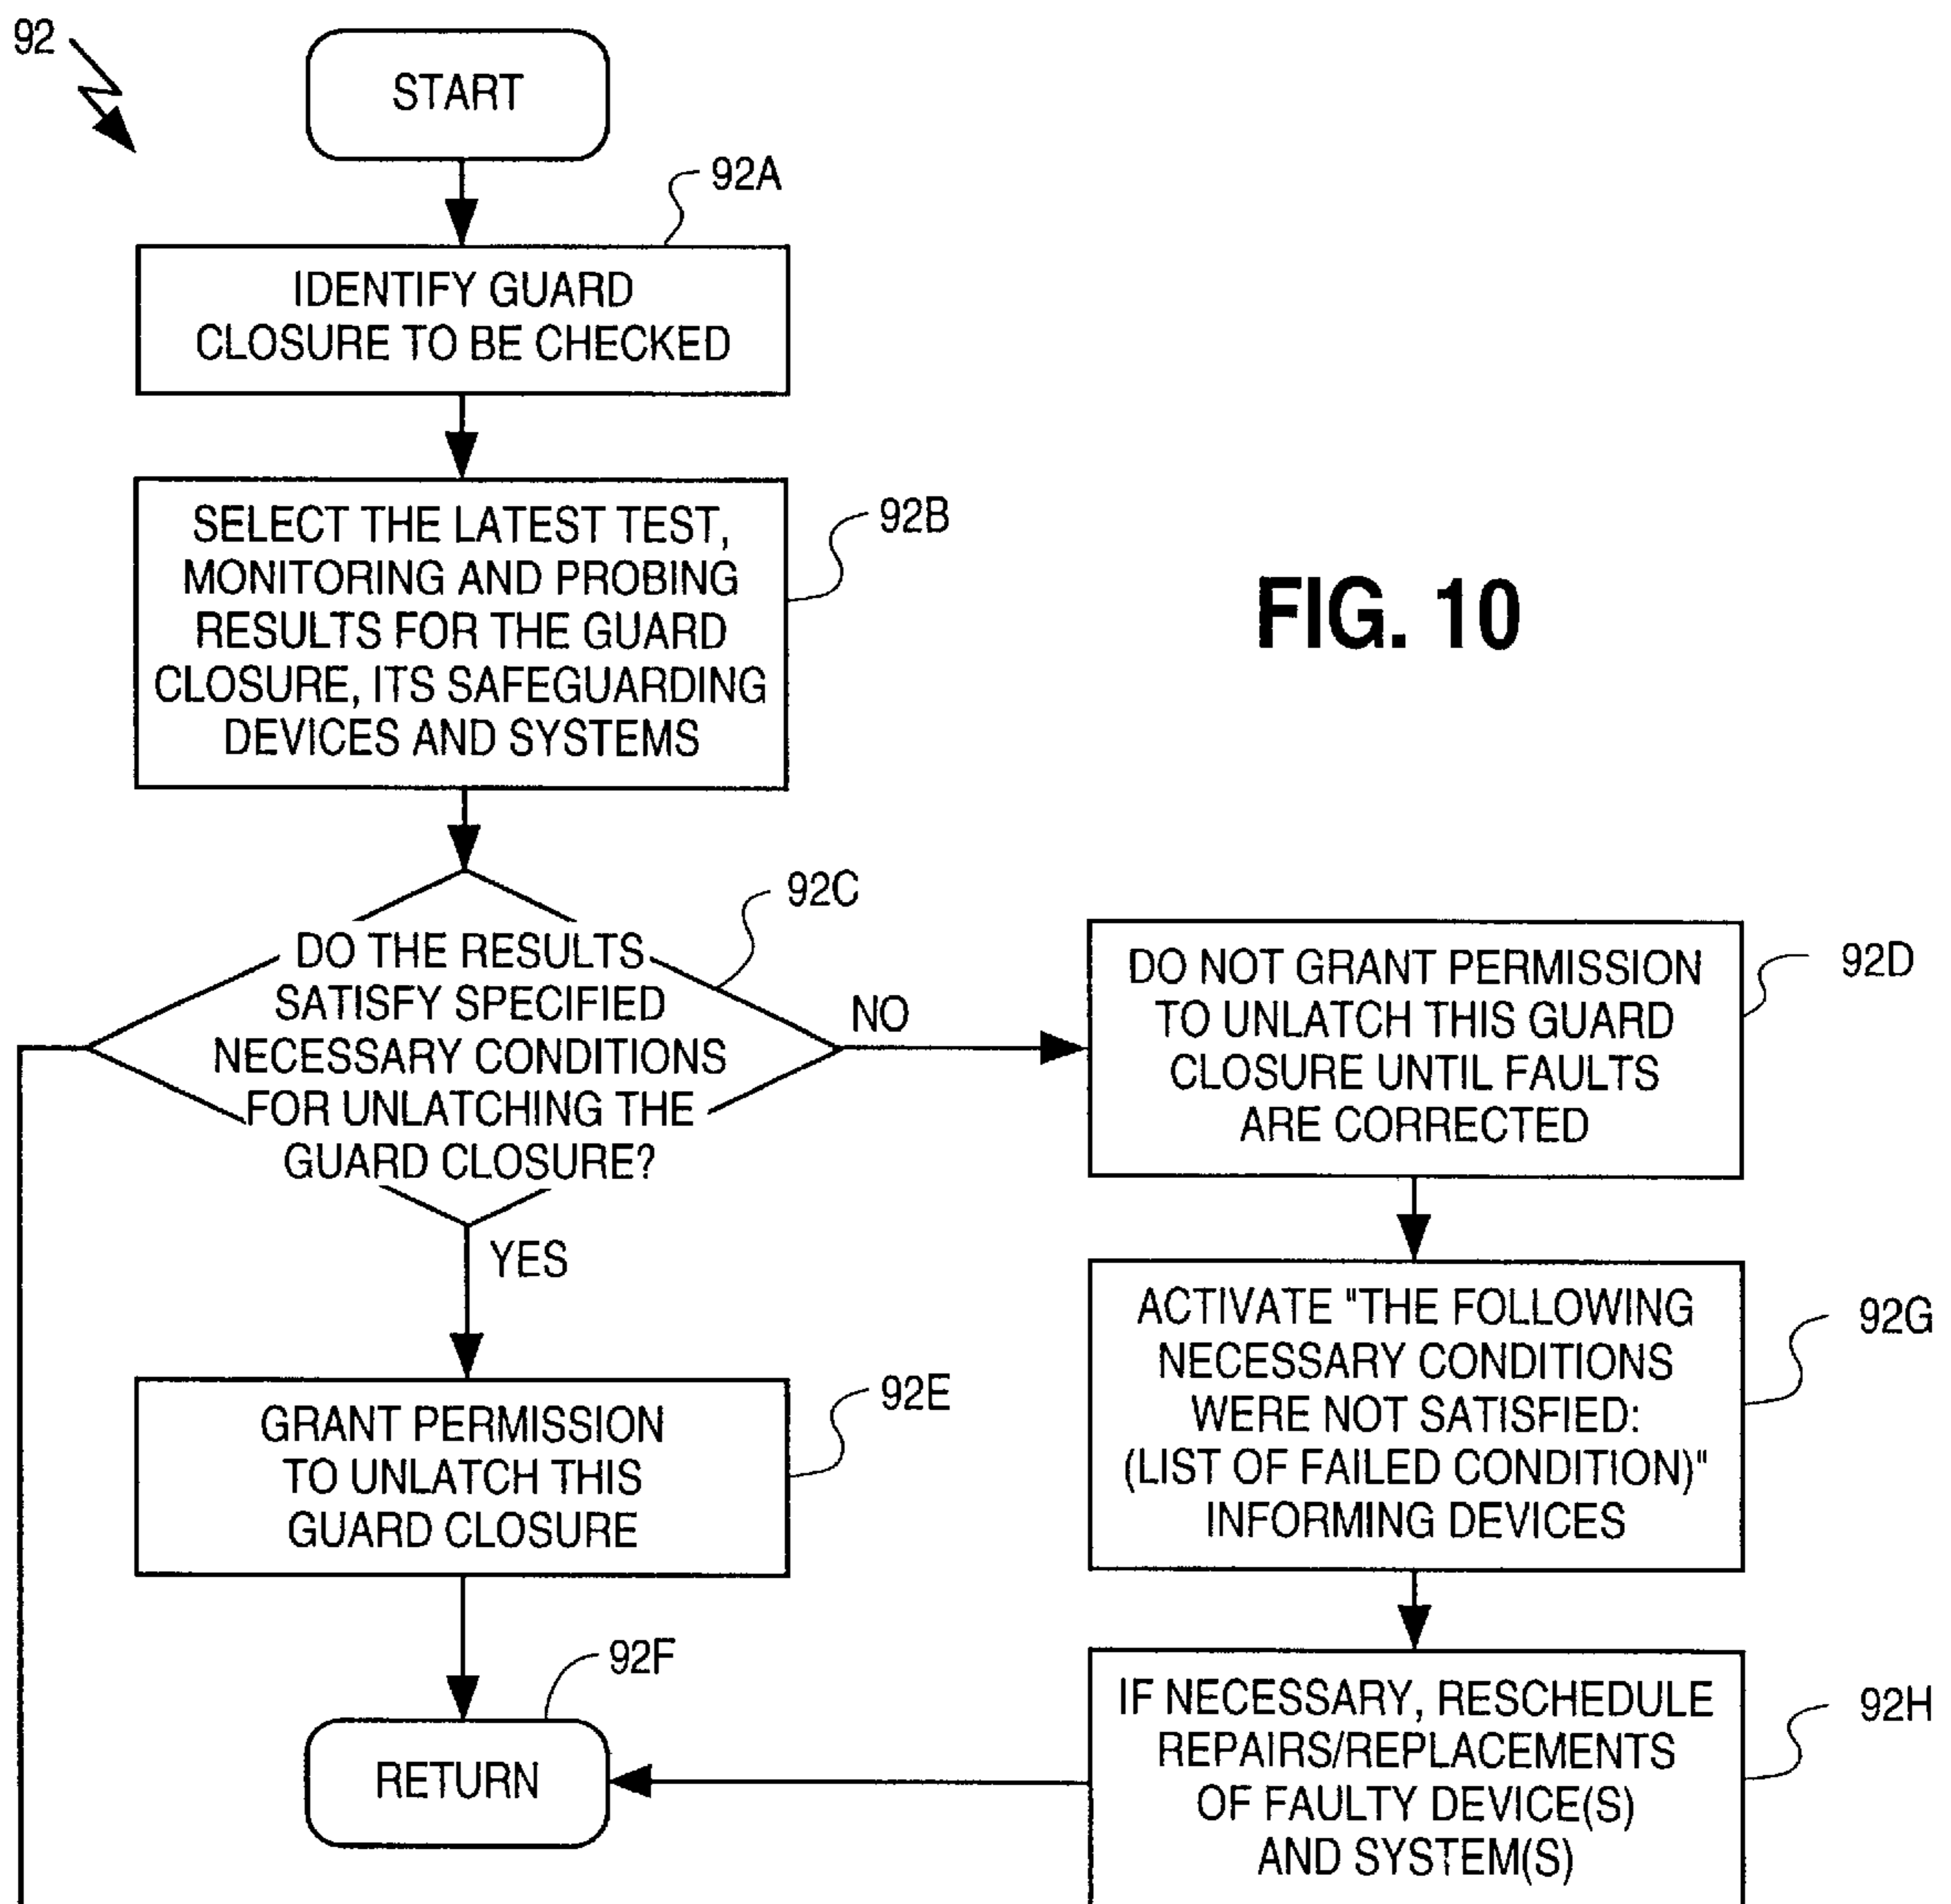 92
START
92A
IDENTIFY GUARD
CLOSURE TO BE CHECKED
92B
SELECT THE LATEST TEST,
MONITORING AND PROBING
RESULTS FOR THE GUARD
CLOSURE, ITS SAFEGUARDING
DEVICES AND SYSTEMS
FIG. 10
92C
DO THE RESULTS
SATISFY SPECIFIED
NECESSARY CONDITIONS
FOR UNLATCHING THE
GUARD CLOSURE?
NO
YES
92D
DO NOT GRANT PERMISSION
TO UNLATCH THIS GUARD
CLOSURE UNTIL FAULTS
ARE CORRECTED
92G
ACTIVATE "THE FOLLOWING
NECESSARY CONDITIONS
WERE NOT SATISFIED:
(LIST OF FAILED CONDITION)"
INFORMING DEVICES
92E
GRANT PERMISSION
TO UNLATCH THIS
GUARD CLOSURE
92F
RETURN
92H
IF NECESSARY, RESCHEDULE
REPAIRS/REPLACEMENTS
OF FAULTY DEVICE(S)
AND SYSTEM(S)